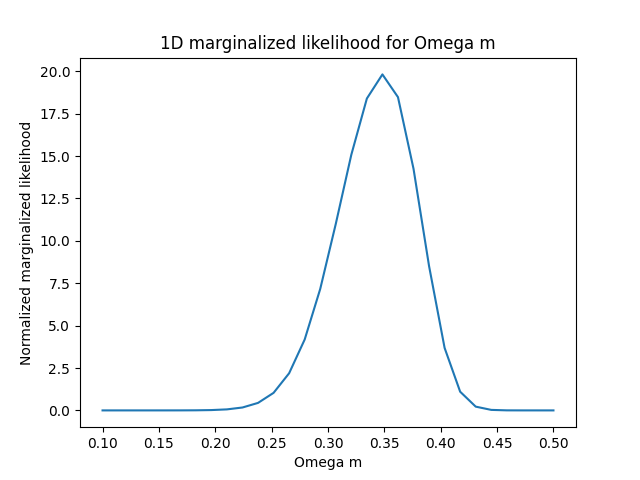 1D marginalized likelihood for Omega m
Normalized marginalized likelihood
20.0
17.5
15.0
12.5
10.0
7.5
5.0
2.5
0.0
0.10 0.15 0.20 0.25 0.30 0.35 0.40 0.45 0.50
Omega m